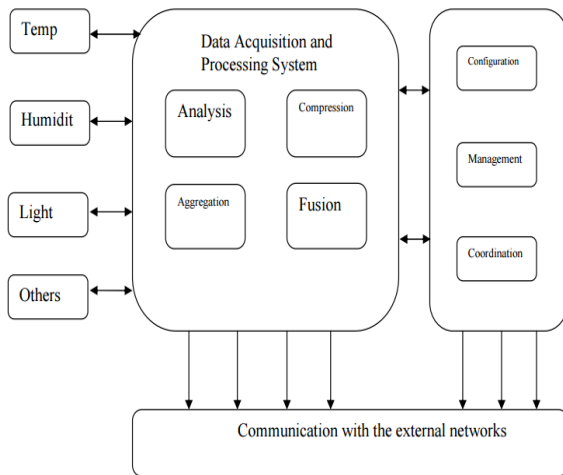 Temp
Humidit
Light
Others
Data Acquisition and
Processing System
Analysis
Compression
Aggregation
Fusion
Configuration
Management
Coordination
Communication with the external networks